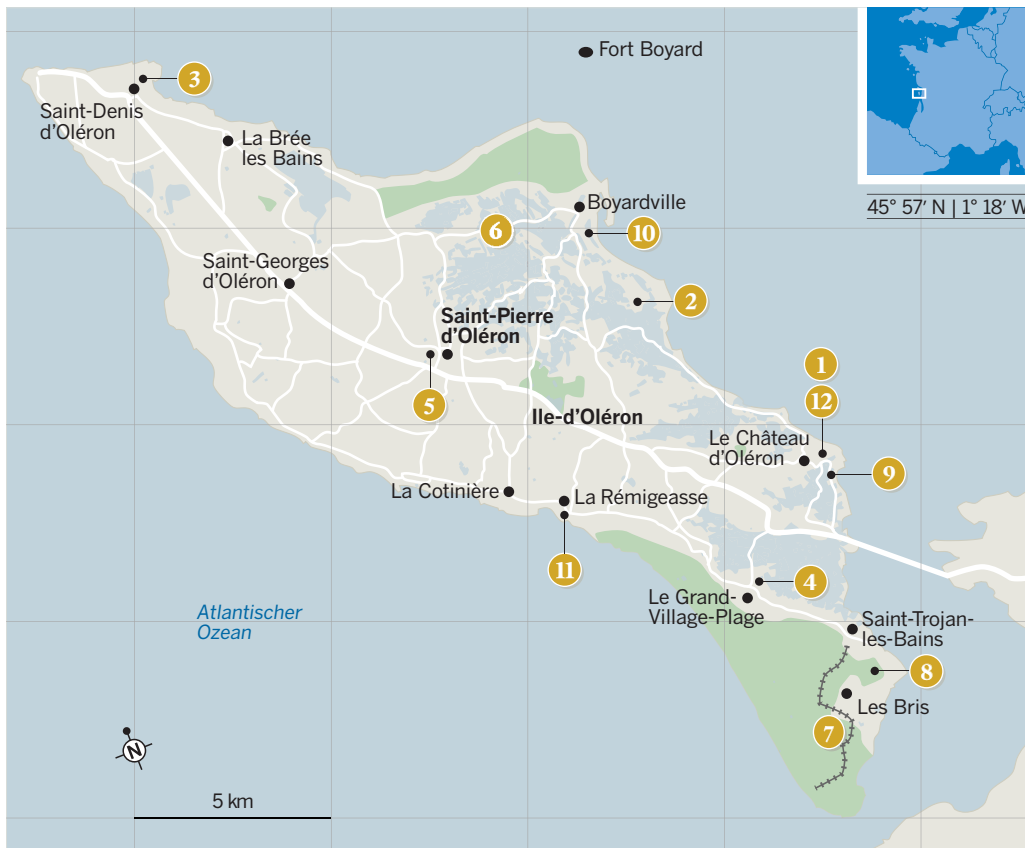 Fort Boyard
3
Saint-Denis
d'Oléron
La Brée
les Bains
45° 57' N | 1° 18' W
Boyardville
6
10
Saint-Georges
d'Oléron
2
Saint-Pierre
d'Oléron
1
5
12
Ile-d'Oléron
Le Château
d'Oléron
9
La Cotinière
La Rémigeasse
11
4
Le Grand-
Village-Plage
Atlantischer
Ozean
Saint-Trojan-
les-Bains
8
Les Bris
7
N
5 km